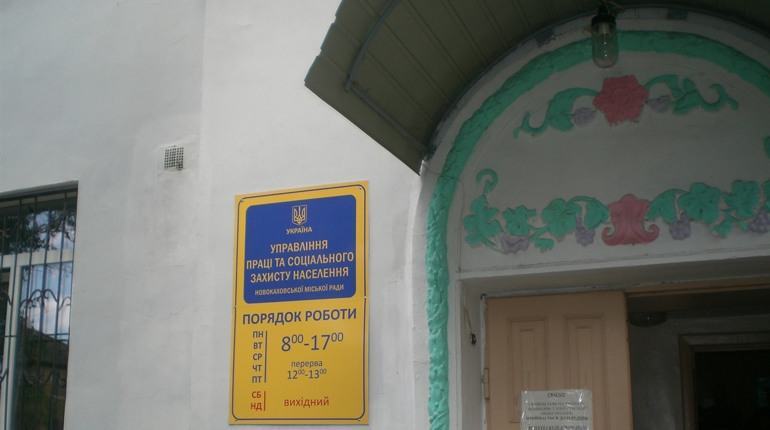 УКРАЇНА
УПРАВЛІННЯ
ПРАЦІ ТА СОЦІАЛЬНОГО
ЗАХИСТУ НАСЕЛЕННЯ
НОВОКАХОВСЬКОЇ МІСЬКОЇ РАДИ
ПОРЯДОК РОБОТИ
ПН
ВТ
СР
ЧТ
ПТ
8⁰⁰-17⁰⁰
перерва
12⁰⁰-13⁰⁰
СБ
НД
вихідний